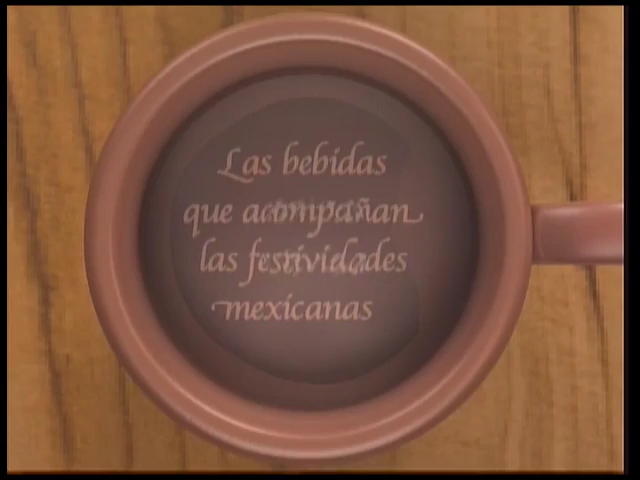 Las bebidas
que acompañan
las festividades
mexicanas